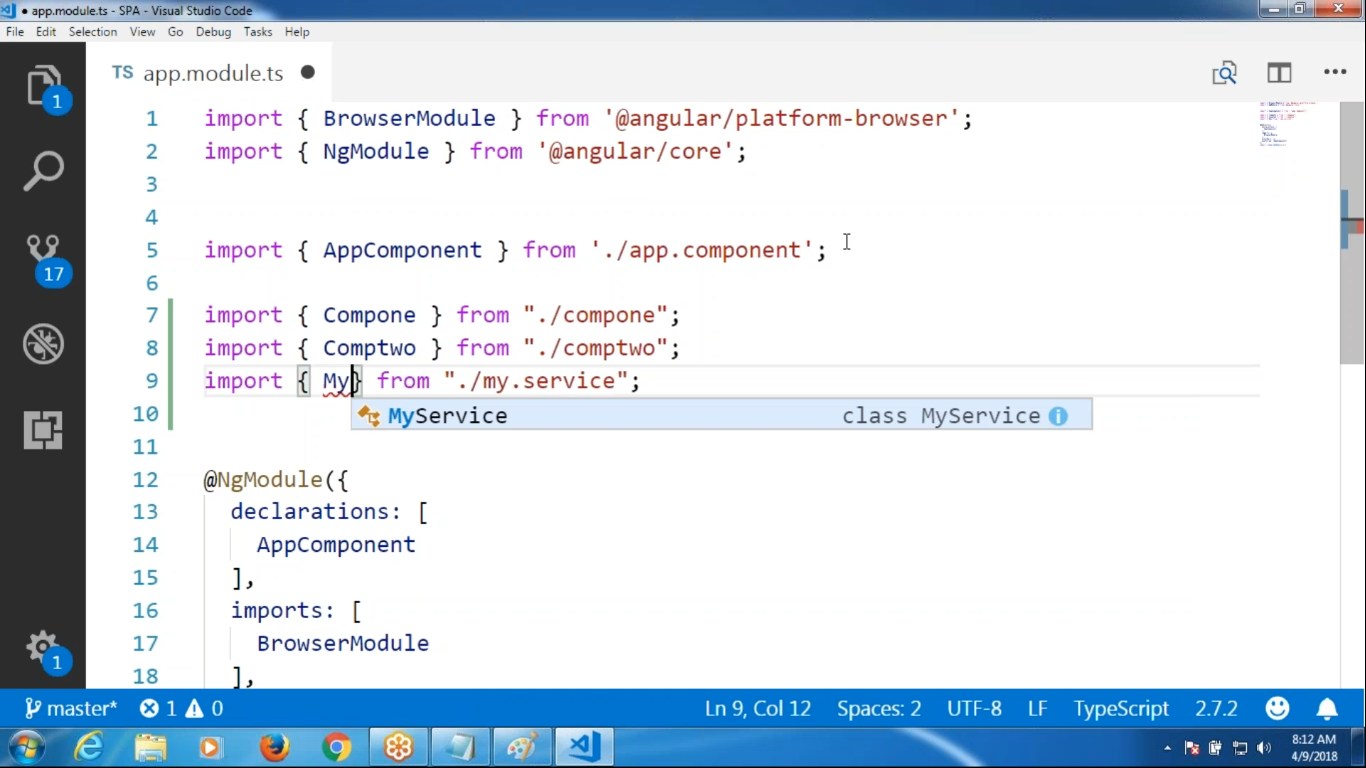 app.module.ts - SPA - Visual Studio Code
File Edit Selection View Go Debug Tasks Help
TS app.module.ts
1
17
1
1 import { BrowserModule } from '@angular/platform-browser';
2 import { NgModule } from '@angular/core';
3
4
5 import { AppComponent } from './app.component';
6
7 import { Compone } from "./compone";
8 import { Comptwo } from "./comptwo";
9 import { My} from "./my.service";
10 MyService class MyService
11
12 @NgModule({
13 declarations: [
14 AppComponent
15 ],
16 imports: [
17 BrowserModule
18 ],
master* 1 0 Ln 9, Col 12 Spaces: 2 UTF-8 LF TypeScript 2.7.2
8:12 AM
4/9/2018